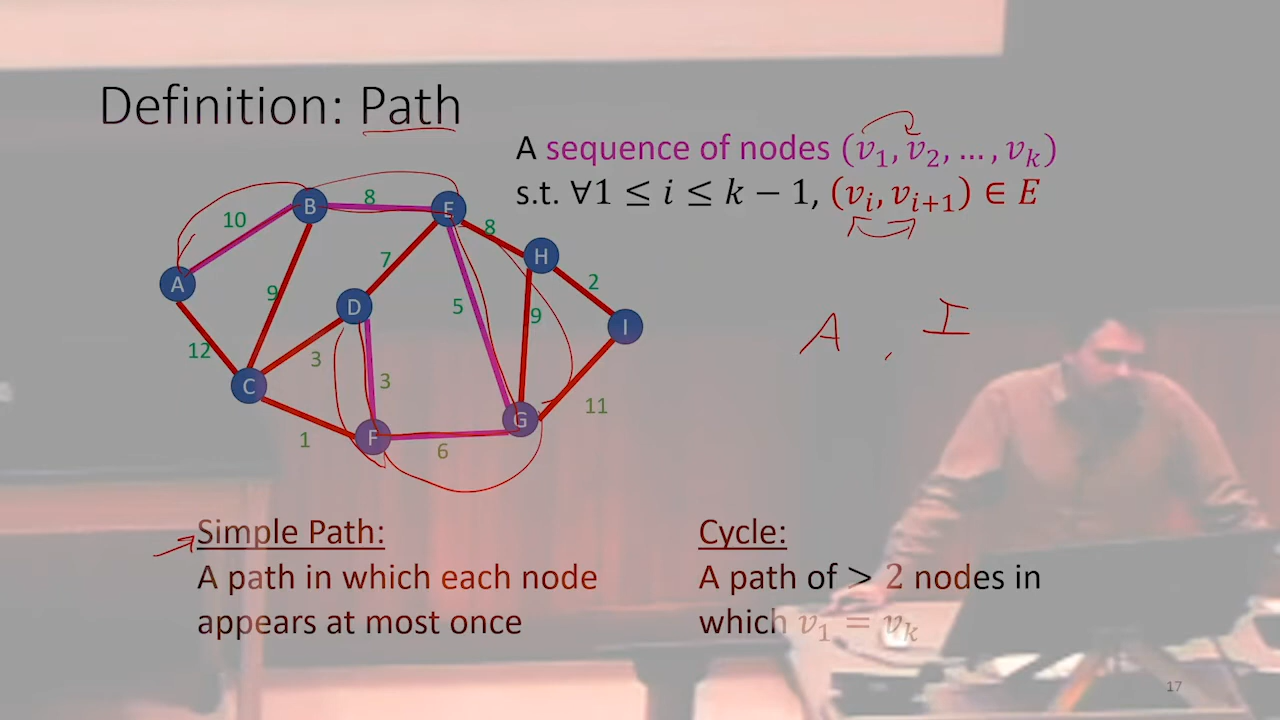 Definition: Path
A sequence of nodes (v₁, v₂, …, vₖ)
s.t. ∀1 ≤ i ≤ k − 1, (vᵢ, vᵢ₊₁) ∈ E
B
8
E
10
8
H
A
7
2
9
D
5
9
I
12
3
C
3
11
G
1
F
6
A , I
Simple Path:
A path in which each node
appears at most once
Cycle:
A path of > 2 nodes in
which v₁ = vₖ
17